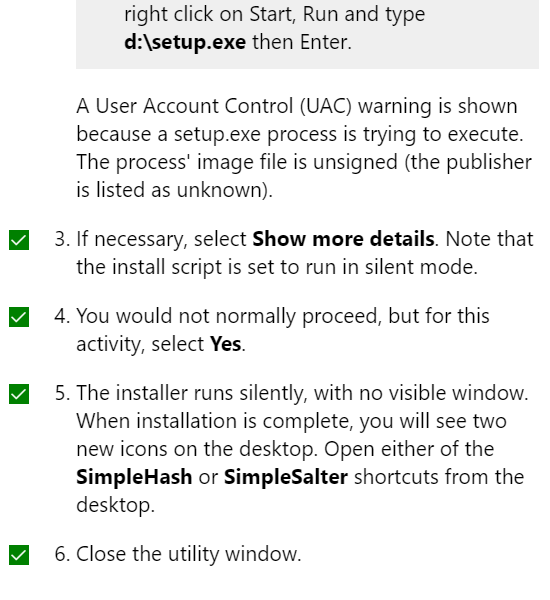 right click on Start, Run and type
d:\setup.exe then Enter.
A User Account Control (UAC) warning is shown
because a setup.exe process is trying to execute.
The process' image file is unsigned (the publisher
is listed as unknown).
3. If necessary, select Show more details. Note that
the install script is set to run in silent mode.
4. You would not normally proceed, but for this
activity, select Yes.
5. The installer runs silently, with no visible window.
When installation is complete, you will see two
new icons on the desktop. Open either of the
SimpleHash or SimpleSalter shortcuts from the
desktop.
6. Close the utility window.